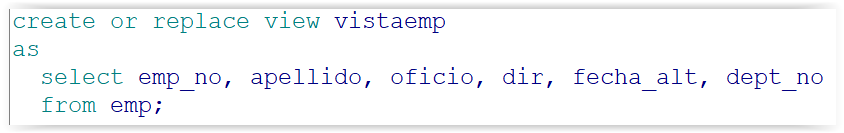 create or replace view vistaemp
as
select emp_no, apellido, oficio, dir, fecha_alt, dept_no
from emp;